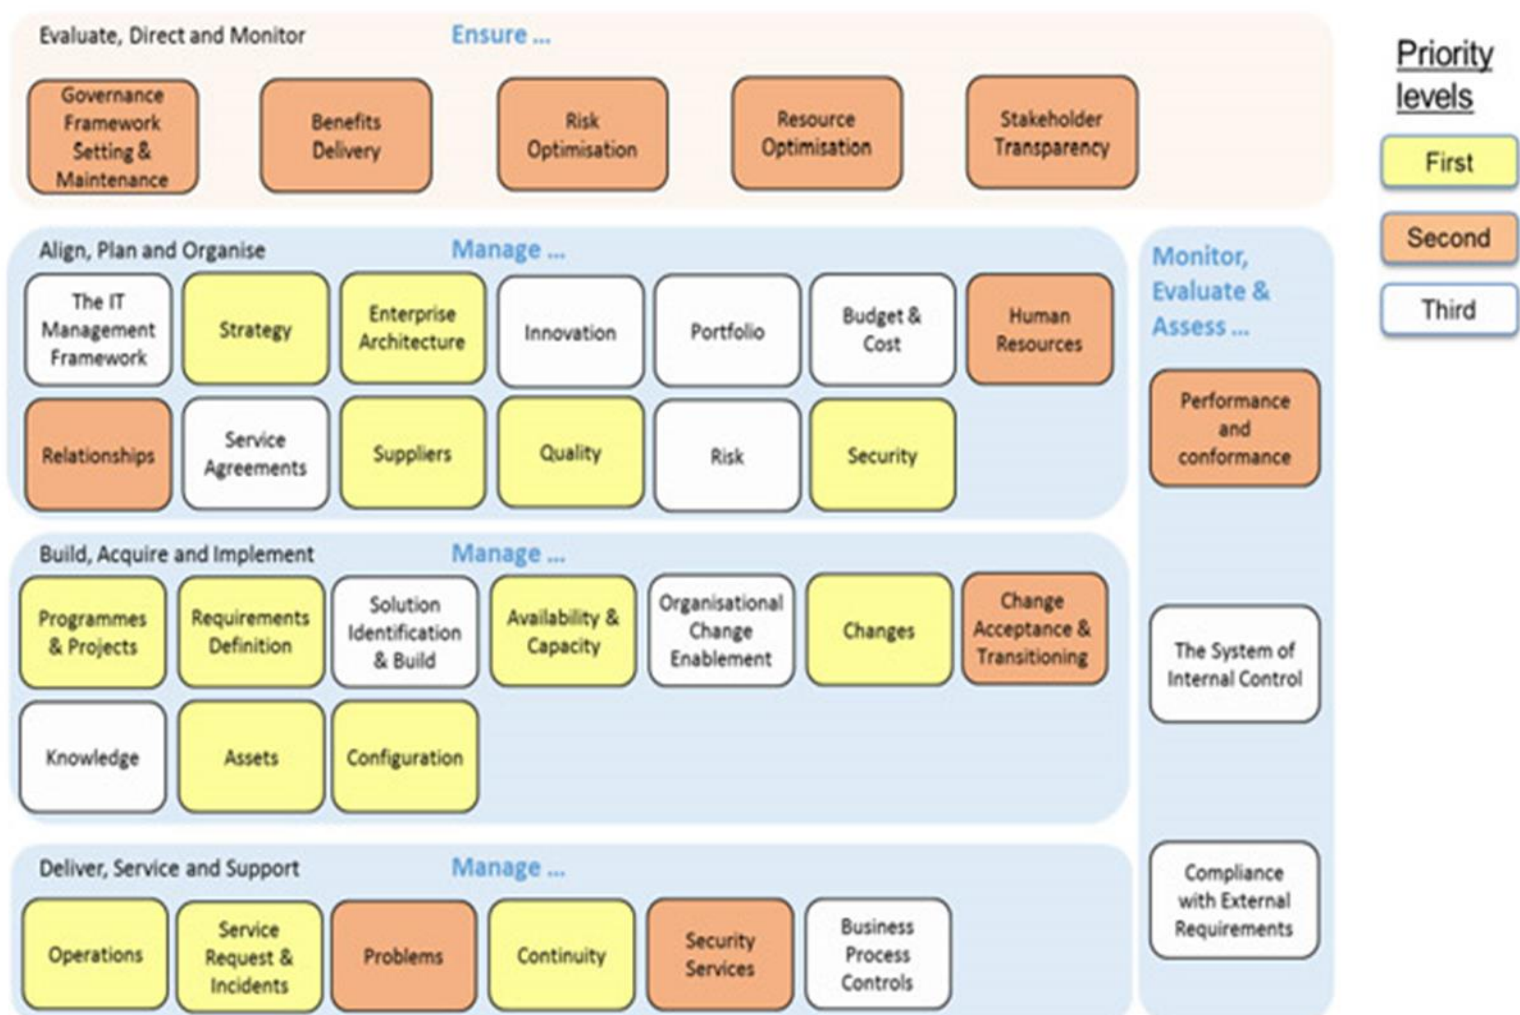 Evaluate, Direct and Monitor
Ensure ...
Governance
Framework
Setting &
Maintenance
Benefits
Delivery
Risk
Optimisation
Resource
Optimisation
Stakeholder
Transparency
Priority
levels
First
Second
Third
Align, Plan and Organise
Manage ...
The IT
Management
Framework
Strategy
Enterprise
Architecture
Innovation
Portfolio
Budget &
Cost
Human
Resources
Relationships
Service
Agreements
Suppliers
Quality
Risk
Security
Monitor,
Evaluate &
Assess ...
Performance
and
conformance
The System of
Internal Control
Compliance
with External
Requirements
Build, Acquire and Implement
Manage ...
Programmes
& Projects
Requirements
Definition
Solution
Identification
& Build
Availability &
Capacity
Organisational
Change
Enablement
Changes
Change
Acceptance &
Transitioning
Knowledge
Assets
Configuration
Deliver, Service and Support
Manage ...
Operations
Service
Request &
Incidents
Problems
Continuity
Security
Services
Business
Process
Controls